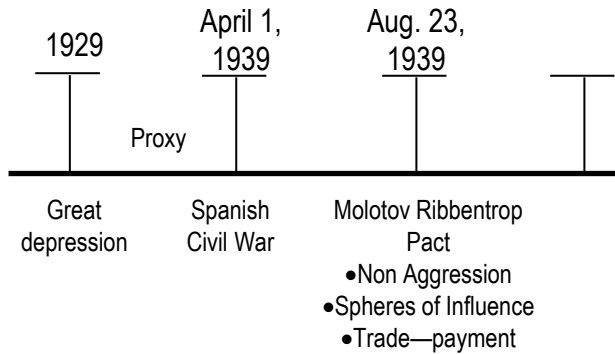 1929
April 1,
1939
Aug. 23,
1939
Proxy
Great
depression
Spanish
Civil War
Molotov Ribbentrop
Pact
•Non Aggression
•Spheres of Influence
•Trade—payment